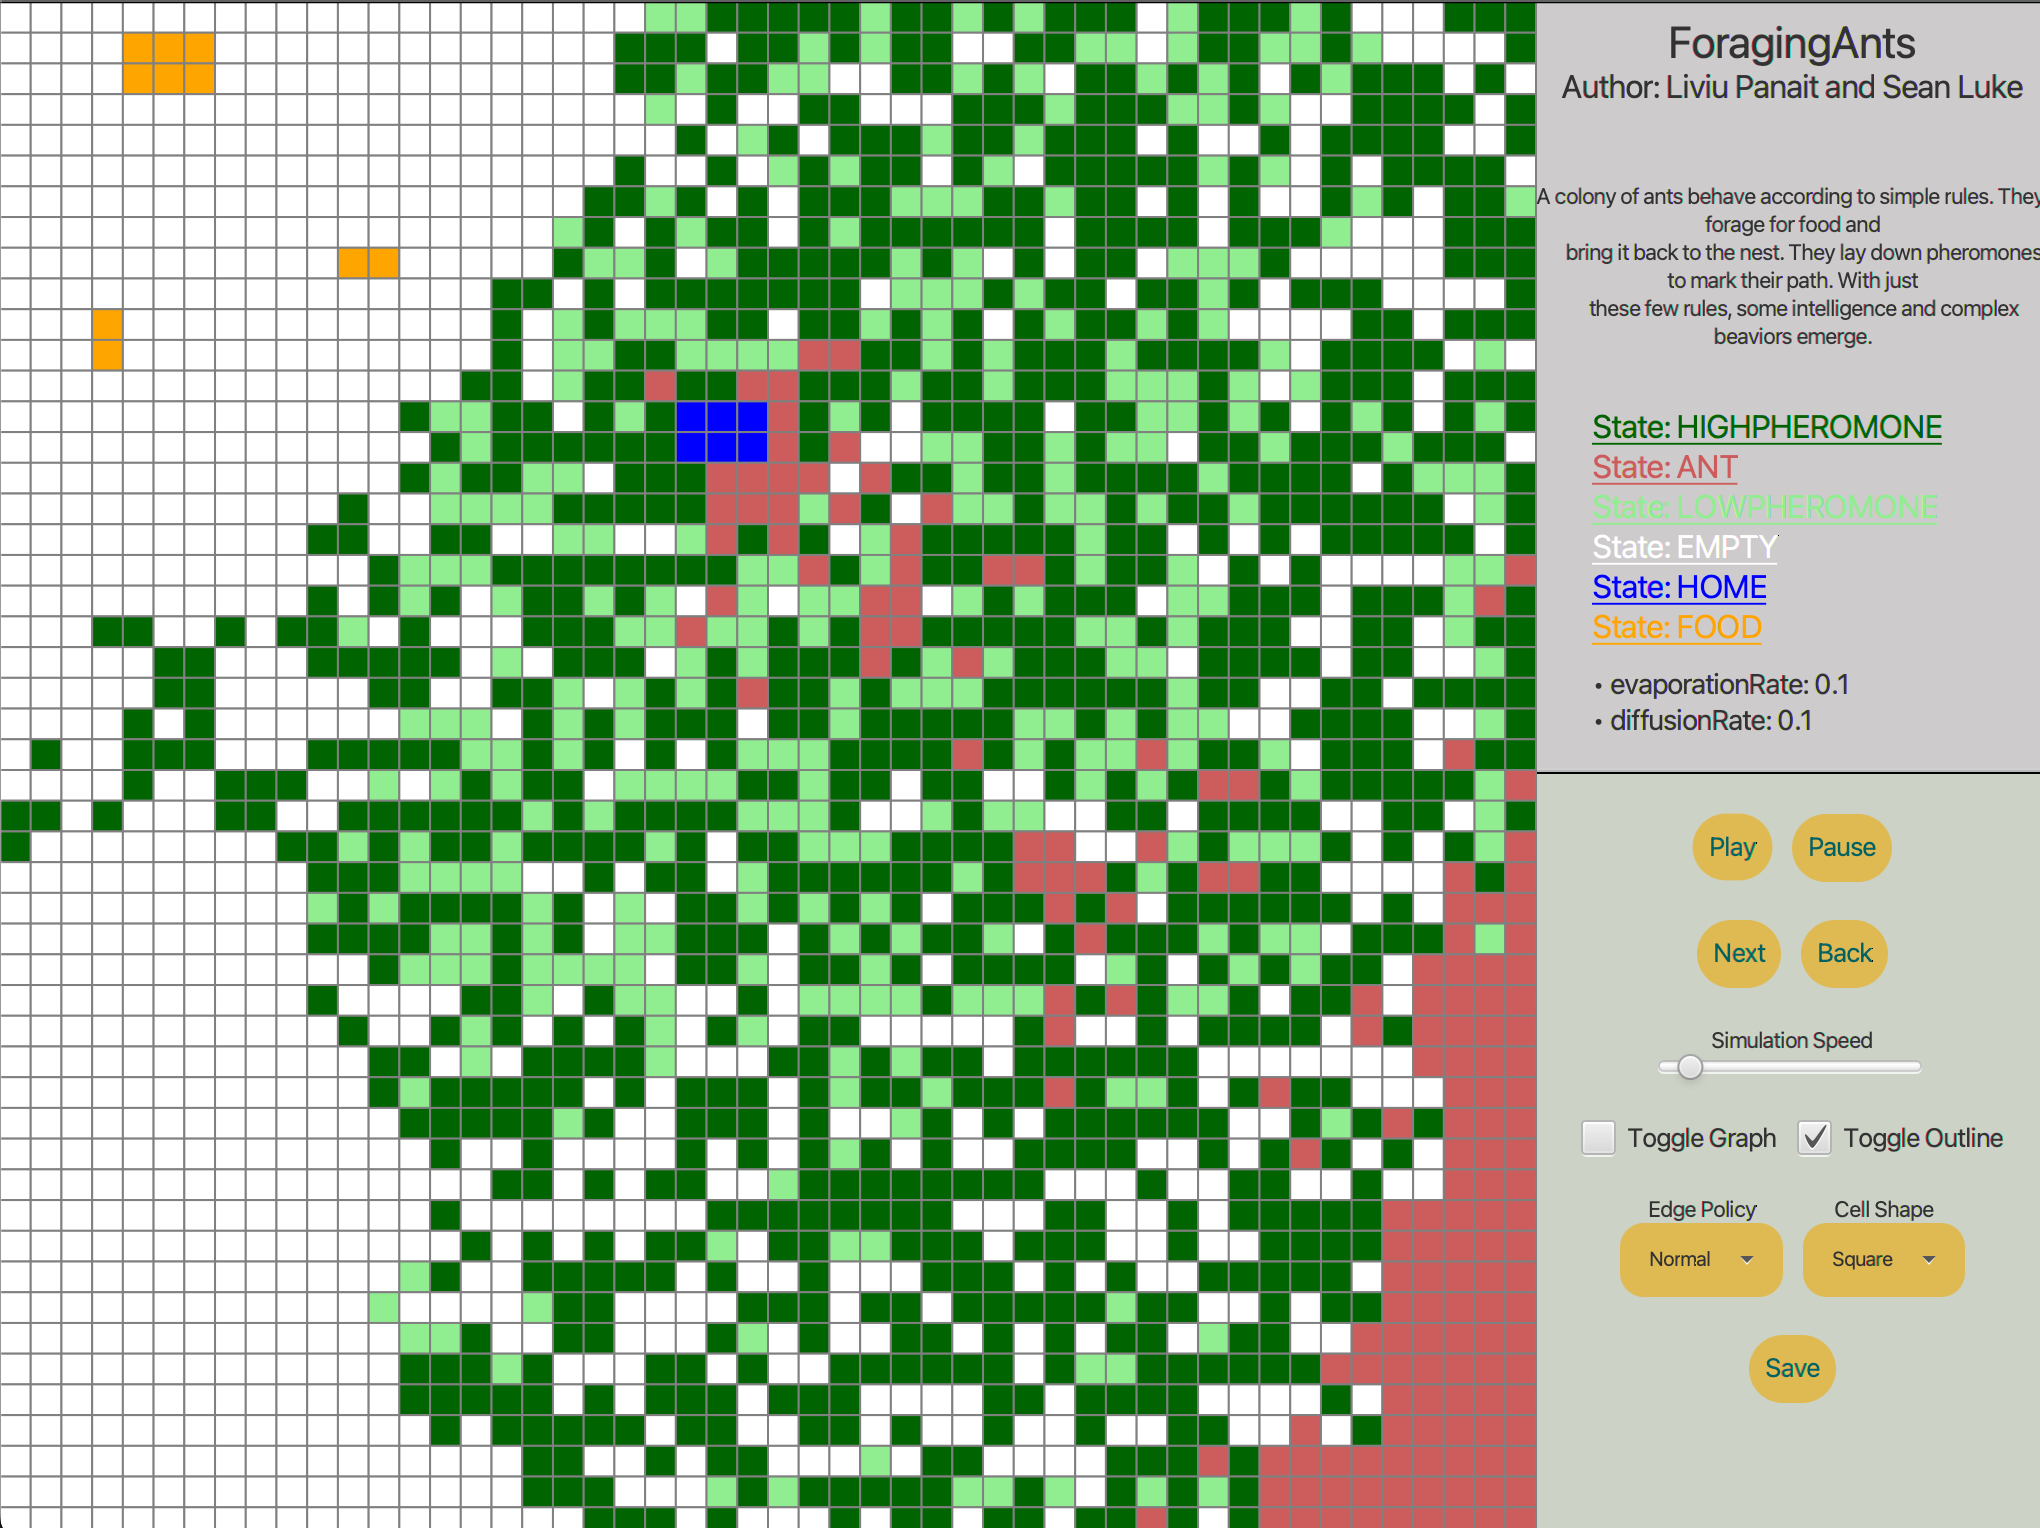 ForagingAnts
Author: Liviu Panait and Sean Luke
A colony of ants behave according to simple rules. They
forage for food and
bring it back to the nest. They lay down pheromones
to mark their path. With just
these few rules, some intelligence and complex
beaviors emerge.
State: HIGHPHEROMONE
State: ANT
State: LOWPHEROMONE
State: EMPTY
State: HOME
State: FOOD
• evaporationRate: 0.1
• diffusionRate: 0.1
Play Pause
Next Back
Simulation Speed
Toggle Graph Toggle Outline
Edge Policy Cell Shape
Normal Square
Save